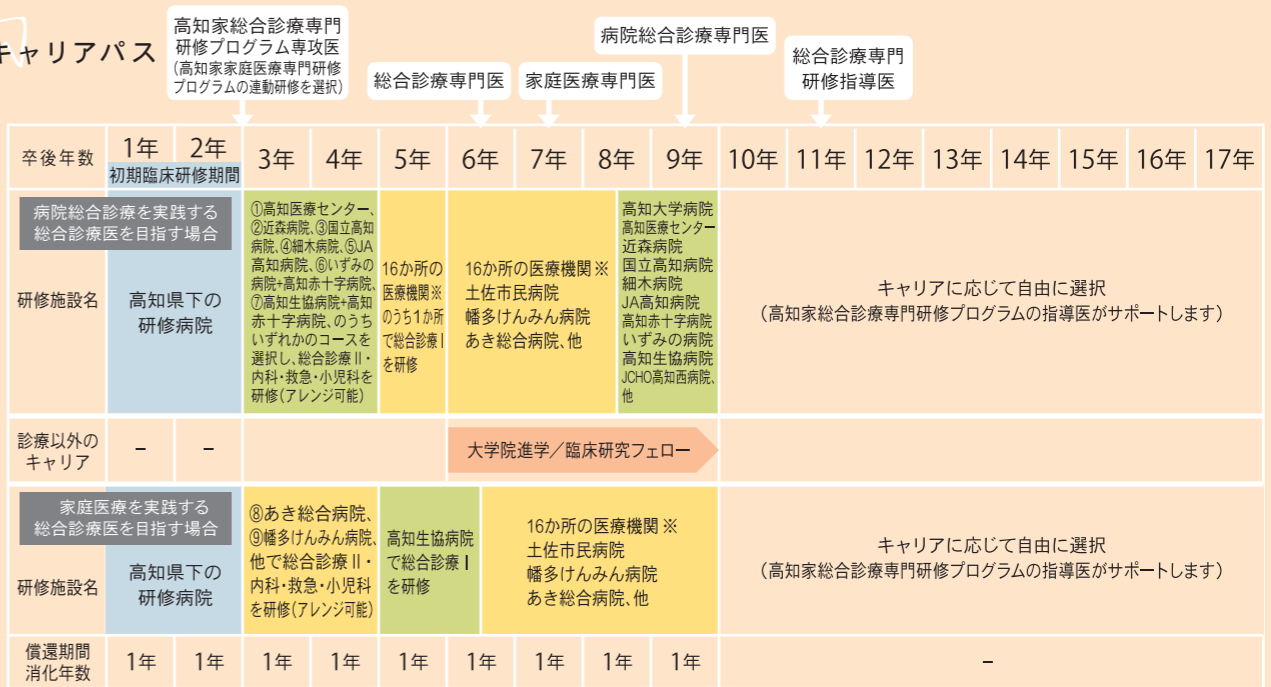 キャリアパス
高知家総合診療専門
研修プログラム専攻医
(高知家家庭医療専門研修
プログラムの連動研修を選択)
総合診療専門医
家庭医療専門医
病院総合診療専門医
総合診療専門
研修指導医
卒後年数
1年
2年
初期臨床研修期間
3年
4年
5年
6年
7年
8年
9年
10年
11年
12年
13年
14年
15年
16年
17年
病院総合診療を実践する
総合診療医を目指す場合
研修施設名
高知県下の
研修病院
①高知医療センター、
②近森病院、③国立高知
病院、④細木病院、⑤JA
高知病院、⑥いずみの
病院+高知赤十字病院、
⑦高知生協病院+高知
赤十字病院、のうち
いずれかのコースを
選択し、総合診療Ⅱ・
内科・救急・小児科を
研修(アレンジ可能)
16か所の
医療機関※
のうち1か所
で総合診療Ⅰ
を研修
16か所の医療機関※
土佐市民病院
幡多けんみん病院
あき総合病院、他
高知大学病院
高知医療センター
近森病院
国立高知病院
細木病院
JA高知病院
高知赤十字病院
いずみの病院
高知生協病院
JCHO高知西病院、
他
キャリアに応じて自由に選択
(高知家総合診療専門研修プログラムの指導医がサポートします)
診療以外の
キャリア
–
–
大学院進学/臨床研究フェロー
家庭医療を実践する
総合診療医を目指す場合
研修施設名
高知県下の
研修病院
⑧あき総合病院、
⑨幡多けんみん病院、
他で総合診療Ⅱ・
内科・救急・小児科
を研修(アレンジ可能)
高知生協病院
で総合診療Ⅰ
を研修
16か所の医療機関※
土佐市民病院
幡多けんみん病院
あき総合病院、他
キャリアに応じて自由に選択
(高知家総合診療専門研修プログラムの指導医がサポートします)
償還期間
消化年数
1年
1年
1年
1年
1年
1年
1年
1年
1年
–